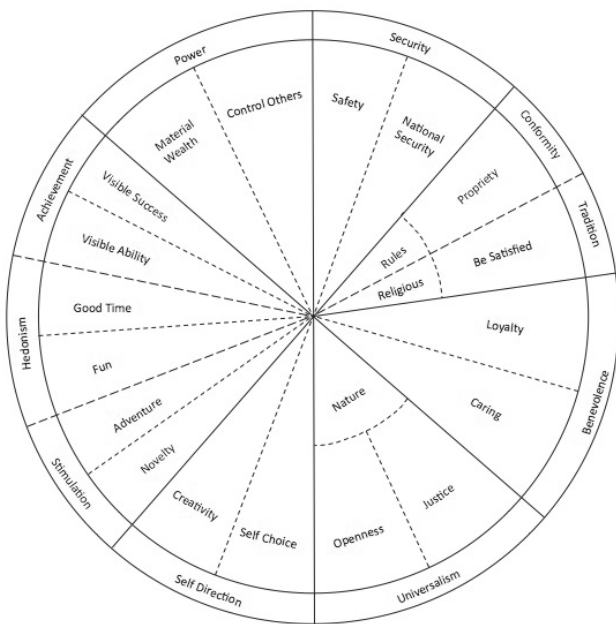 Power
Security
Conformity
Tradition
Benevolence
Universalism
Self Direction
Stimulation
Hedonism
Achievement
Control Others
Material
Wealth
Safety
National
Security
Propriety
Rules
Be Satisfied
Religious
Loyalty
Caring
Nature
Justice
Openness
Self Choice
Creativity
Novelty
Adventure
Fun
Good Time
Visible Ability
Visible Success